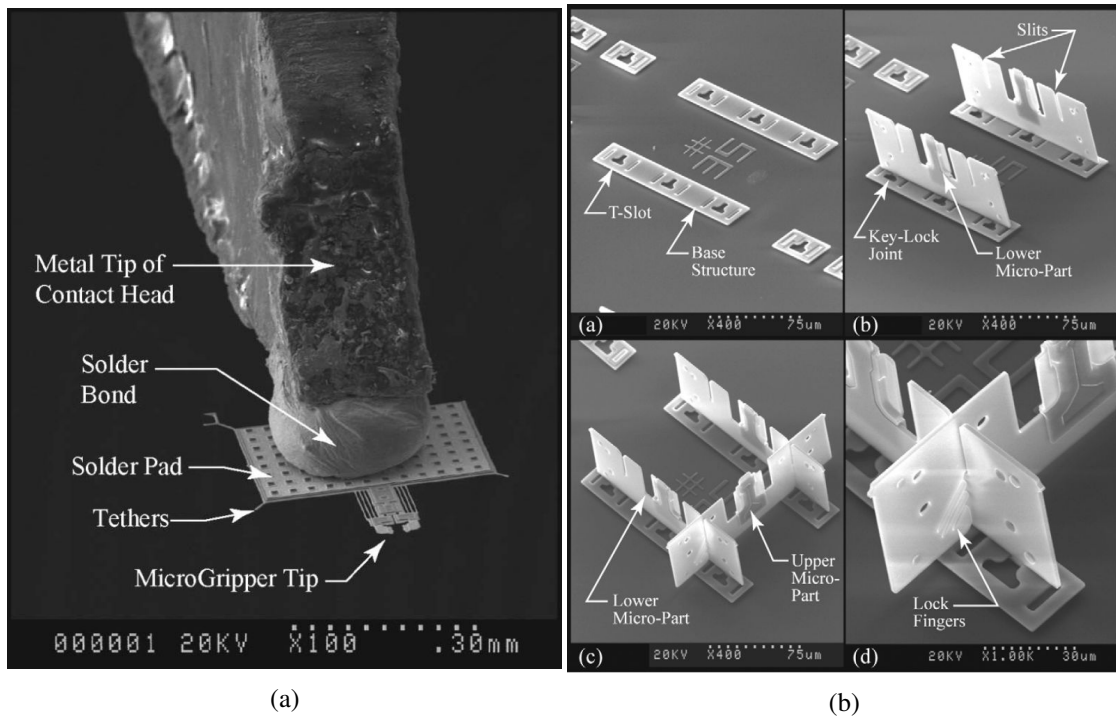 Metal Tip of
Contact Head
Solder
Bond
Solder Pad
Tethers
MicroGripper Tip
000001 20KV X100 .30mm
(a)
T-Slot
Base
Structure
#5
3
(a)
20KV X400 75um
Slits
Key-Lock
Joint
Lower
Micro-Part
(b)
20KV X400 75um
Lower
Micro-Part
Upper
Micro-
Part
(c)
20KV X400 75um
Lock
Fingers
(d)
20KV X1.00K 30um
(b)